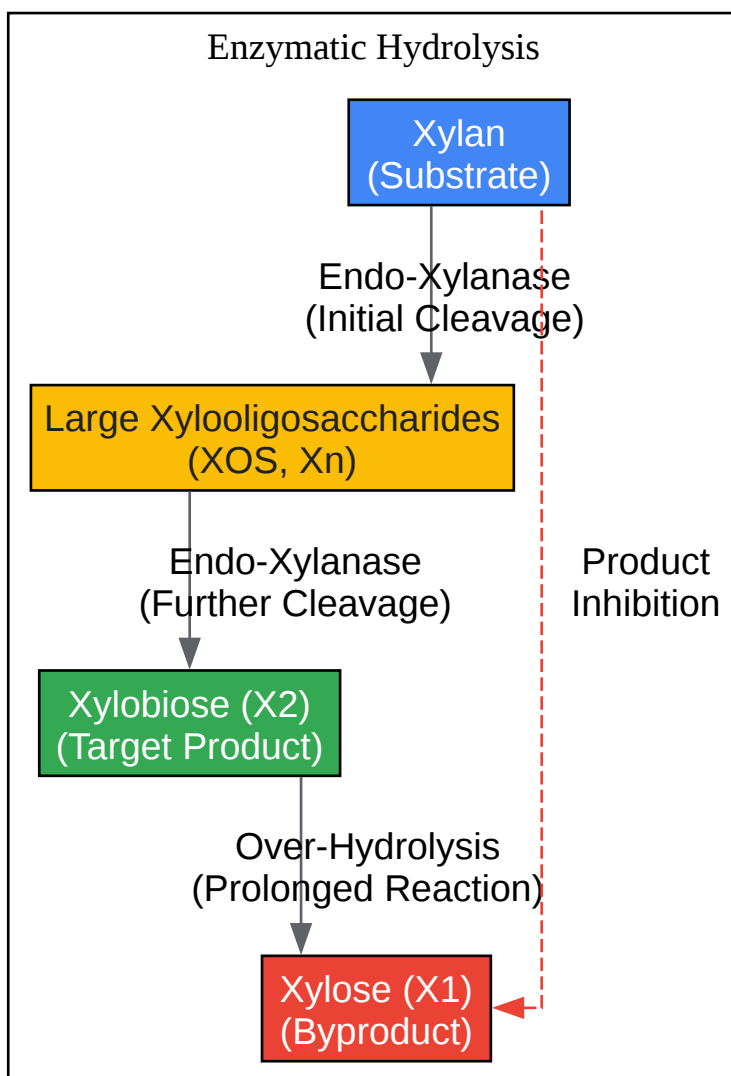 Enzymatic Hydrolysis
Xylan
(Substrate)
Endo-Xylanase
(Initial Cleavage)
Large Xylooligosaccharides
(XOS, Xn)
Endo-Xylanase
(Further Cleavage)
Product
Inhibition
Xylobiose (X2)
(Target Product)
Over-Hydrolysis
(Prolonged Reaction)
Xylose (X1)
(Byproduct)